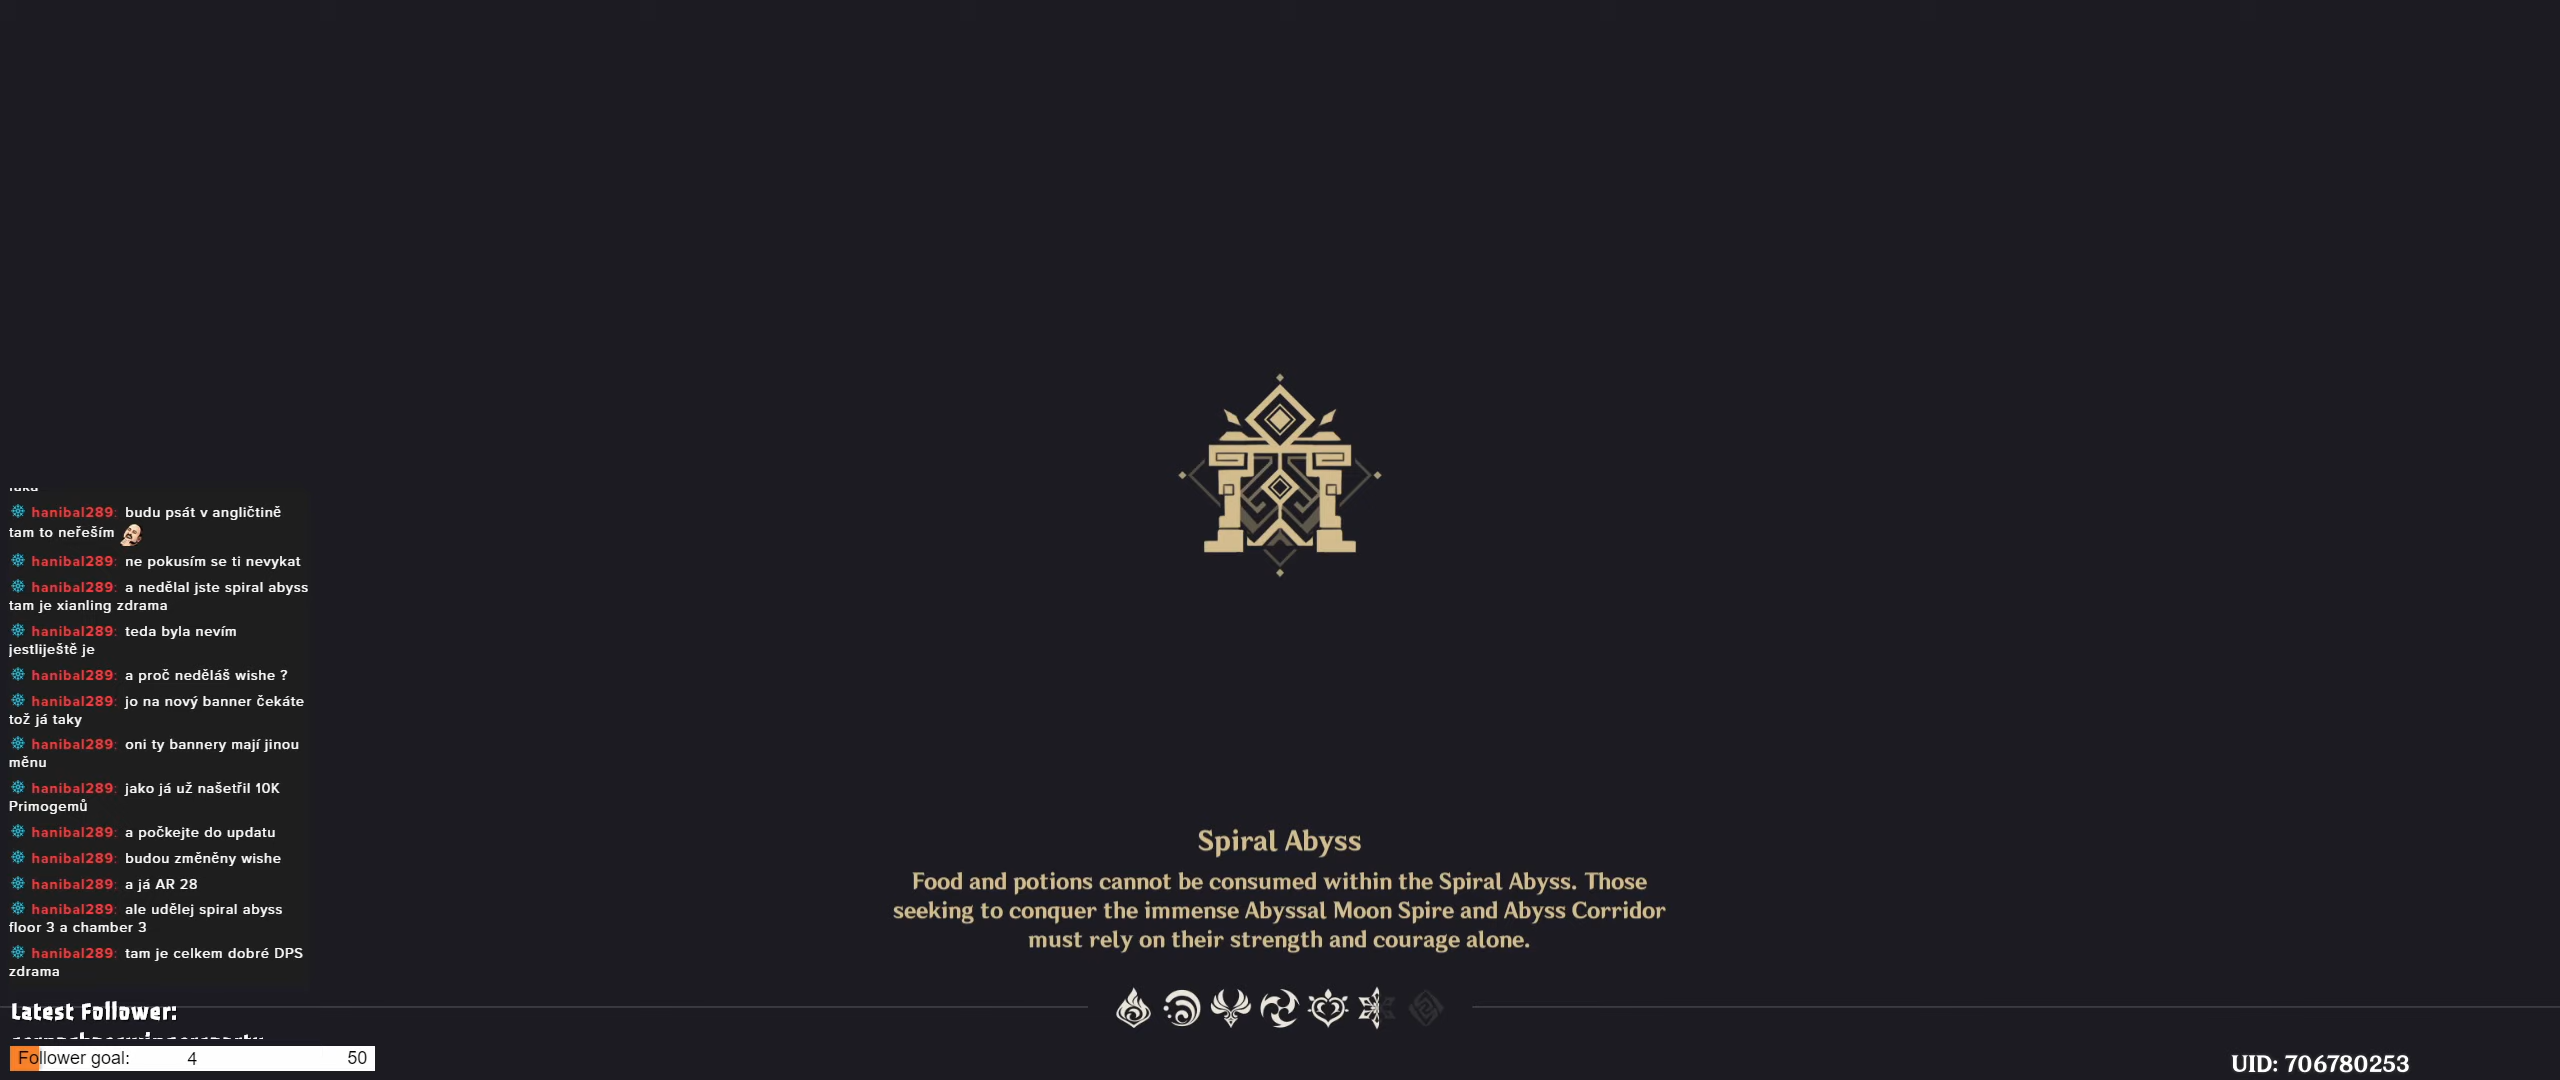 hanibal289: budu psát v angličtině
tam to neřeším
hanibal289: ne pokusím se ti nevykat
hanibal289: a nedělal jste spiral abyss
tam je xianling zdrama
hanibal289: teda byla nevím
jestliještě je
hanibal289: a proč neděláš wishe ?
hanibal289: jo na nový banner čekáte
tož já taky
hanibal289: oni ty bannery mají jinou
měnu
hanibal289: jako já už našetřil 10K
Primogemů
hanibal289: a počkejte do updatu
hanibal289: budou změněny wishe
hanibal289: a já AR 28
hanibal289: ale udělej spiral abyss
floor 3 a chamber 3
hanibal289: tam je celkem dobré DPS
zdrama
Latest Follower:
Follower goal: 4 50
Spiral Abyss
Food and potions cannot be consumed within the Spiral Abyss. Those
seeking to conquer the immense Abyssal Moon Spire and Abyss Corridor
must rely on their strength and courage alone.
UID: 706780253